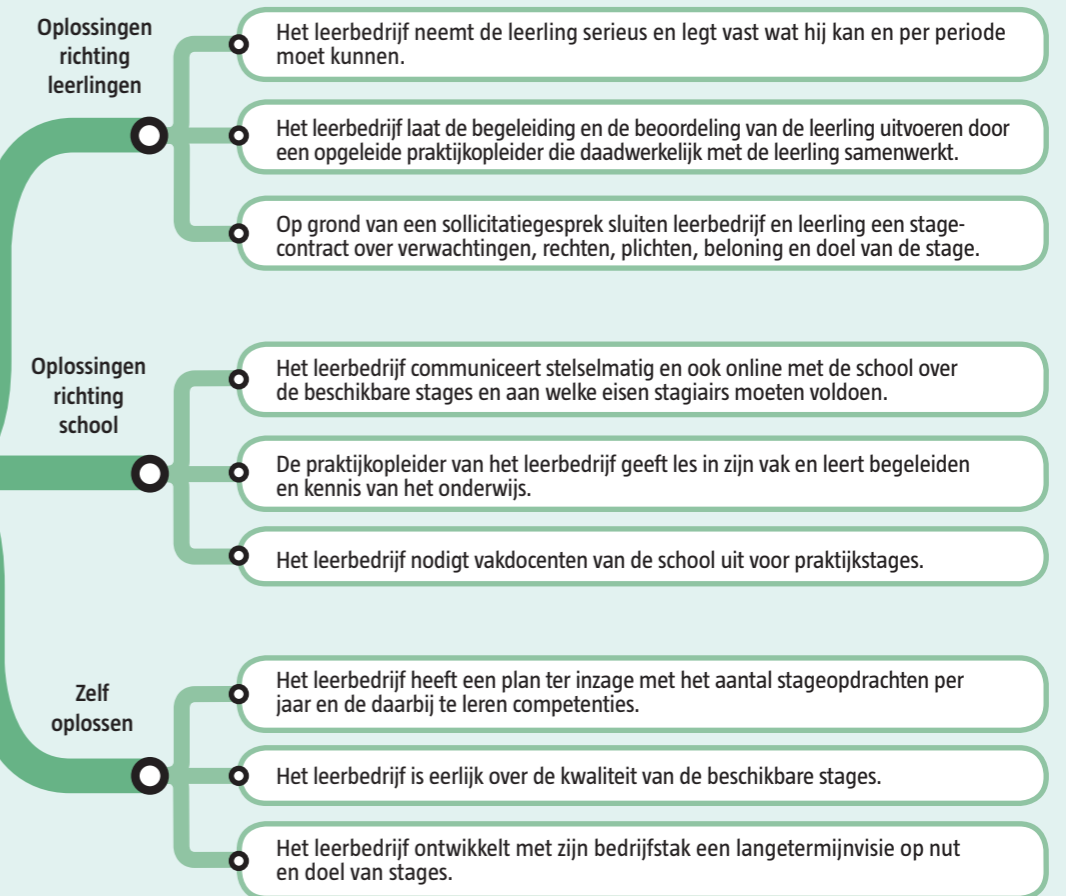 Oplossingen
richting
leerlingen
Het leerbedrijf neemt de leerling serieus en legt vast wat hij kan en per periode
moet kunnen.
Het leerbedrijf laat de begeleiding en de beoordeling van de leerling uitvoeren door
een opgeleide praktijkopleider die daadwerkelijk met de leerling samenwerkt.
Op grond van een sollicitatiegesprek sluiten leerbedrijf en leerling een stage-
contract over verwachtingen, rechten, plichten, beloning en doel van de stage.
Oplossingen
richting
school
Het leerbedrijf communiceert stelselmatig en ook online met de school over
de beschikbare stages en aan welke eisen stagiairs moeten voldoen.
De praktijkopleider van het leerbedrijf geeft les in zijn vak en leert begeleiden
en kennis van het onderwijs.
Het leerbedrijf nodigt vakdocenten van de school uit voor praktijkstages.
Zelf
oplossen
Het leerbedrijf heeft een plan ter inzage met het aantal stageopdrachten per
jaar en de daarbij te leren competenties.
Het leerbedrijf is eerlijk over de kwaliteit van de beschikbare stages.
Het leerbedrijf ontwikkelt met zijn bedrijfstak een langetermijnvisie op nut
en doel van stages.